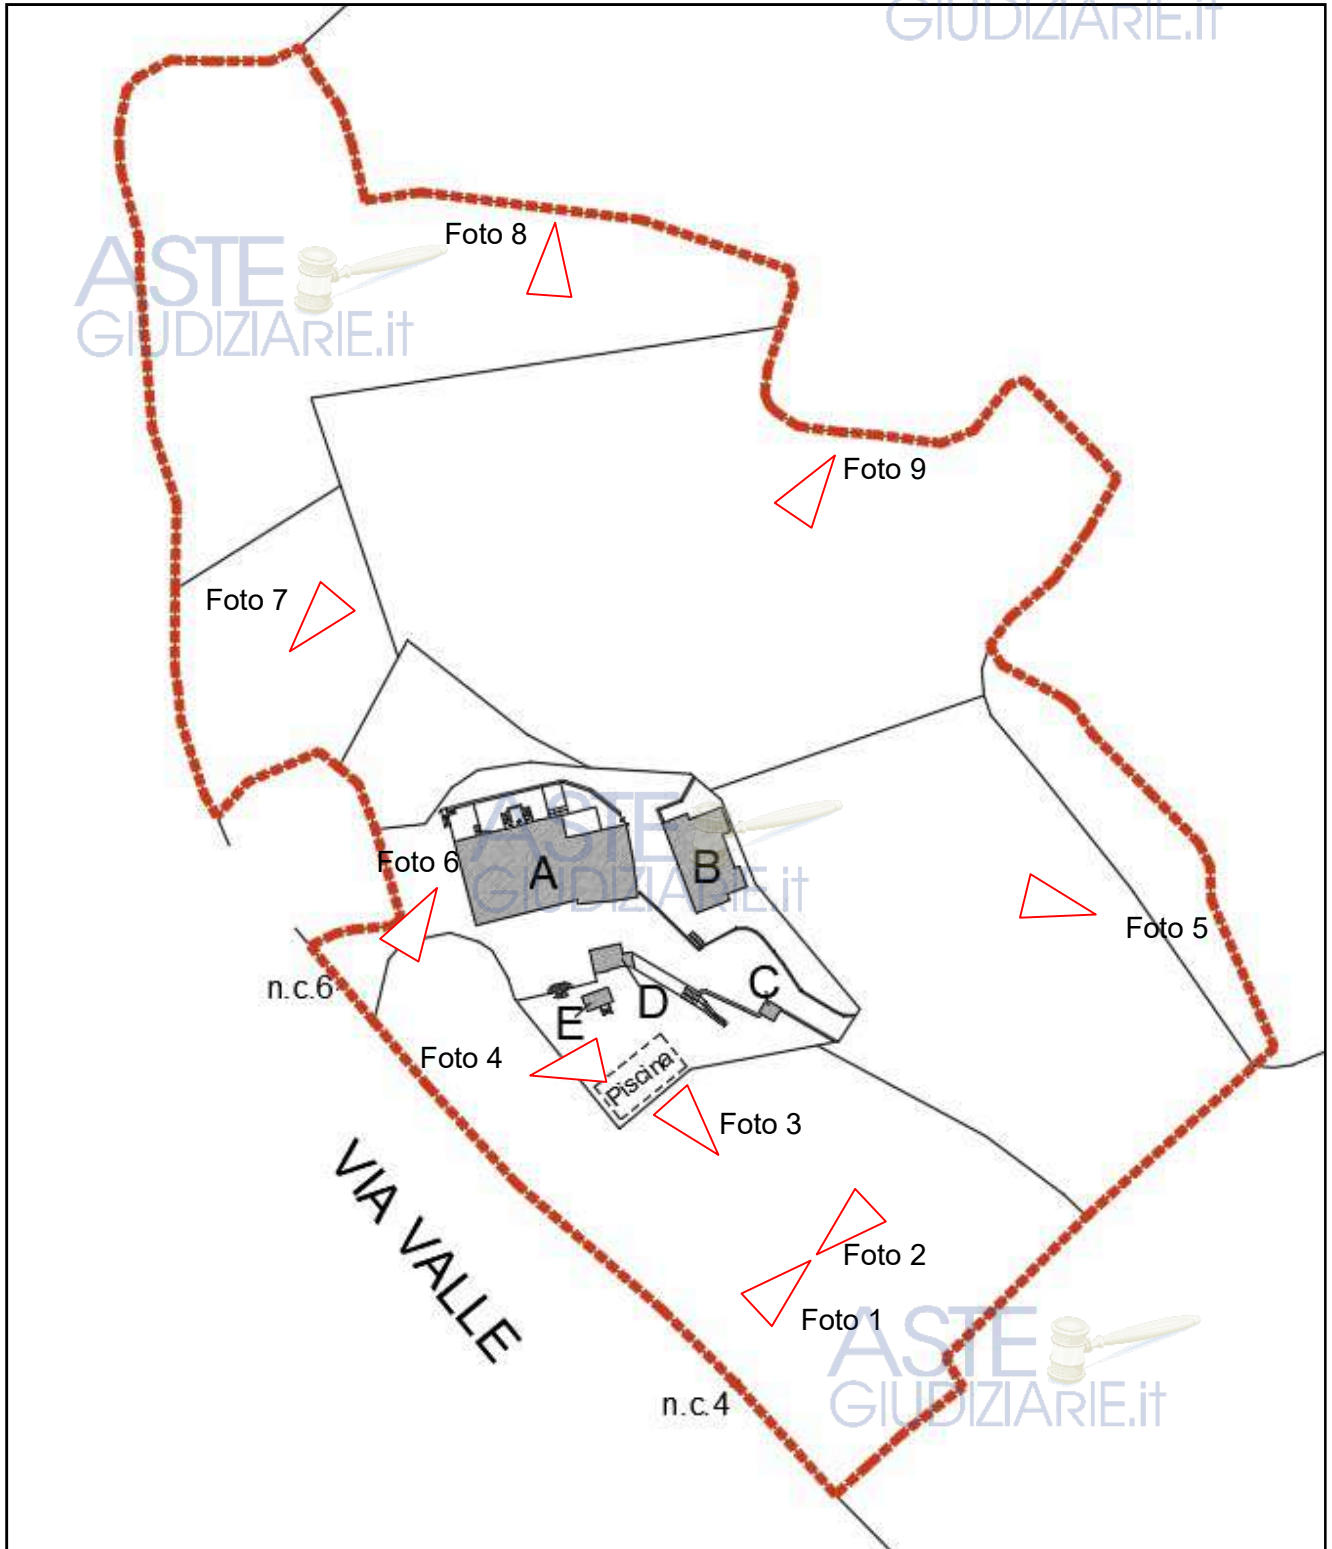 GIUDIZIARIE.it
Foto 8
ASTE
GIUDIZIARIE.it
Foto 9
Foto 7
ASTE
GIUDIZIARIE.it
Foto 6
A
B
Foto 5
n.c.6
C
D
E
Foto 4
Piscina
Foto 3
VIA VALLE
Foto 2
Foto 1
ASTE
GIUDIZIARIE.it
n.c.4